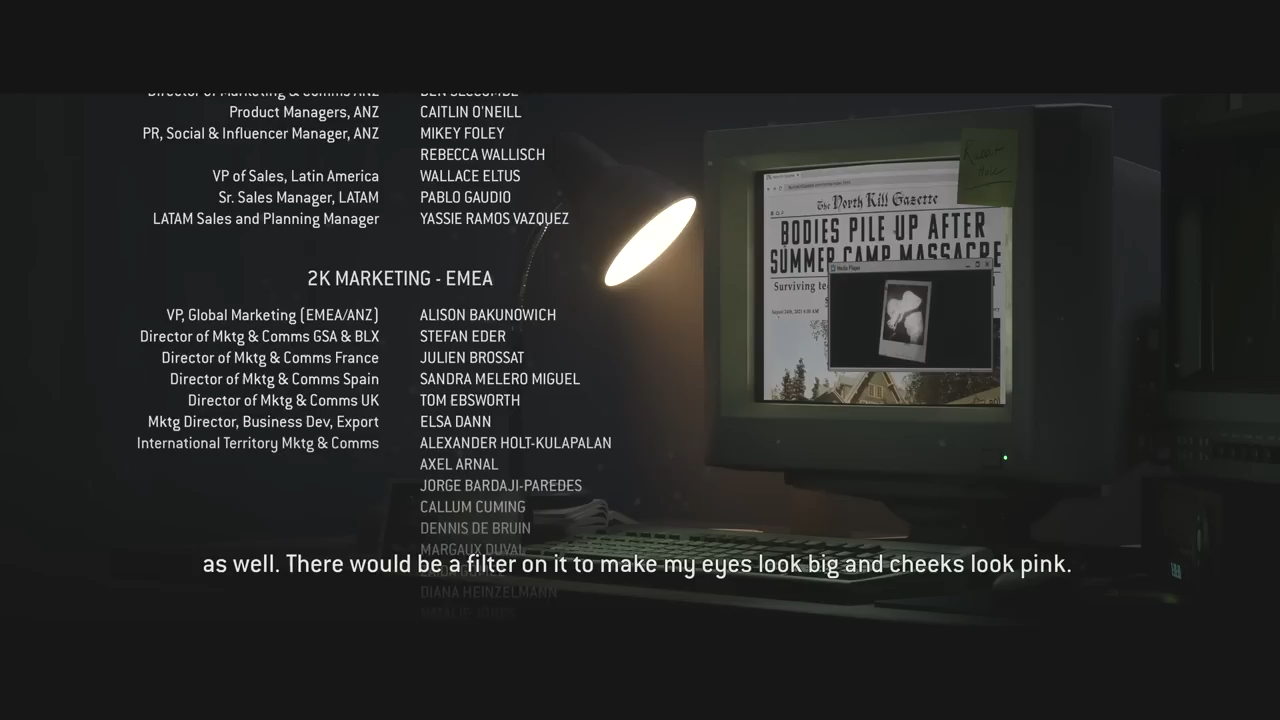 Product Managers, ANZ CAITLIN O'NEILL
PR, Social & Influencer Manager, ANZ MIKEY FOLEY
REBECCA WALLISCH
VP of Sales, Latin America WALLACE ELTUS
Sr. Sales Manager, LATAM PABLO GAUDIO
LATAM Sales and Planning Manager YASSIE RAMOS VAZQUEZ
2K MARKETING - EMEA
VP, Global Marketing (EMEA/ANZ) ALISON BAKUNOWICH
Director of Mktg & Comms GSA & BLX STEFAN EDER
Director of Mktg & Comms France JULIEN BROSSAT
Director of Mktg & Comms Spain SANDRA MELERO MIGUEL
Director of Mktg & Comms UK TOM EBSWORTH
Mktg Director, Business Dev, Export ELSA DANN
International Territory Mktg & Comms ALEXANDER HOLT-KULAPALAN
AXEL ARNAL
JORGE BARDAJI-PAREDES
CALLUM CUMING
DENNIS DE BRUIN
MARGAUX DUVAL
DIANA HEINZELMANN
The North Kill Gazette
BODIES PILE UP AFTER
SUMMER CAMP MASSACRE
Surviving te
Media Player
as well. There would be a filter on it to make my eyes look big and cheeks look pink.